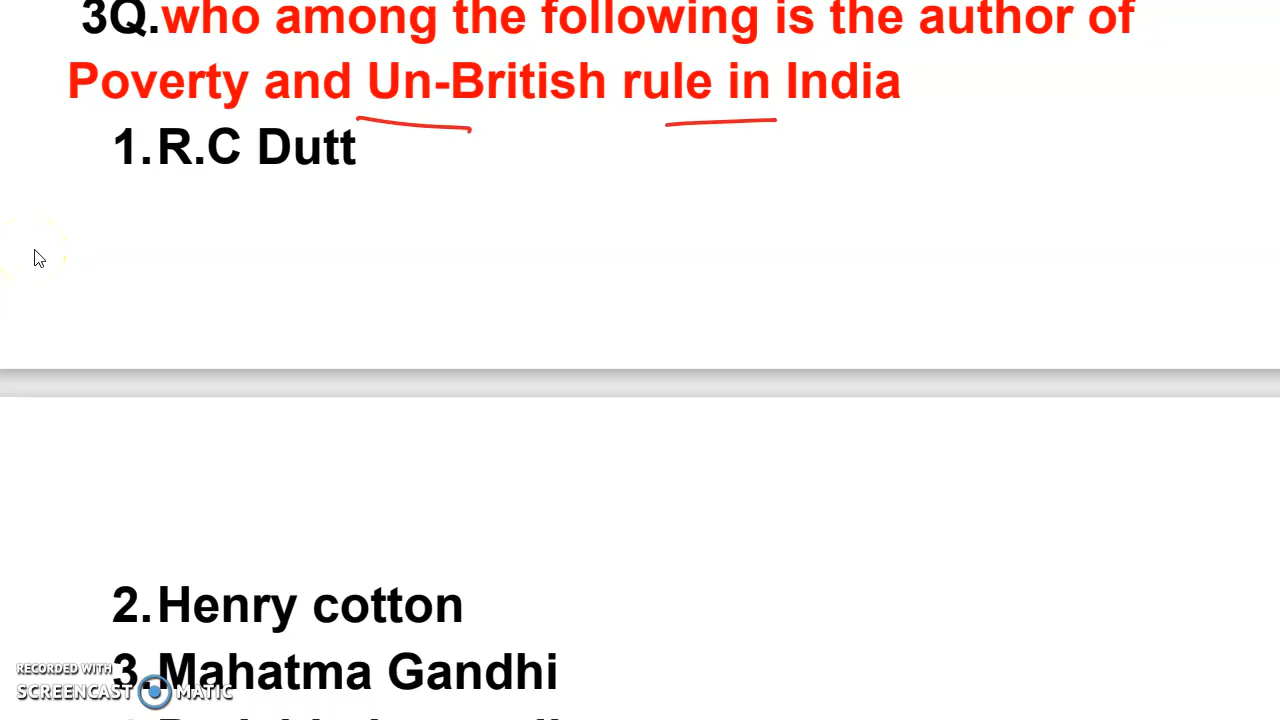 3Q.who among the following is the author of
Poverty and Un-British rule in India
1.R.C Dutt
2.Henry cotton
3.Mahatma Gandhi
RECORDED WITH
SCREENCAST MATIC